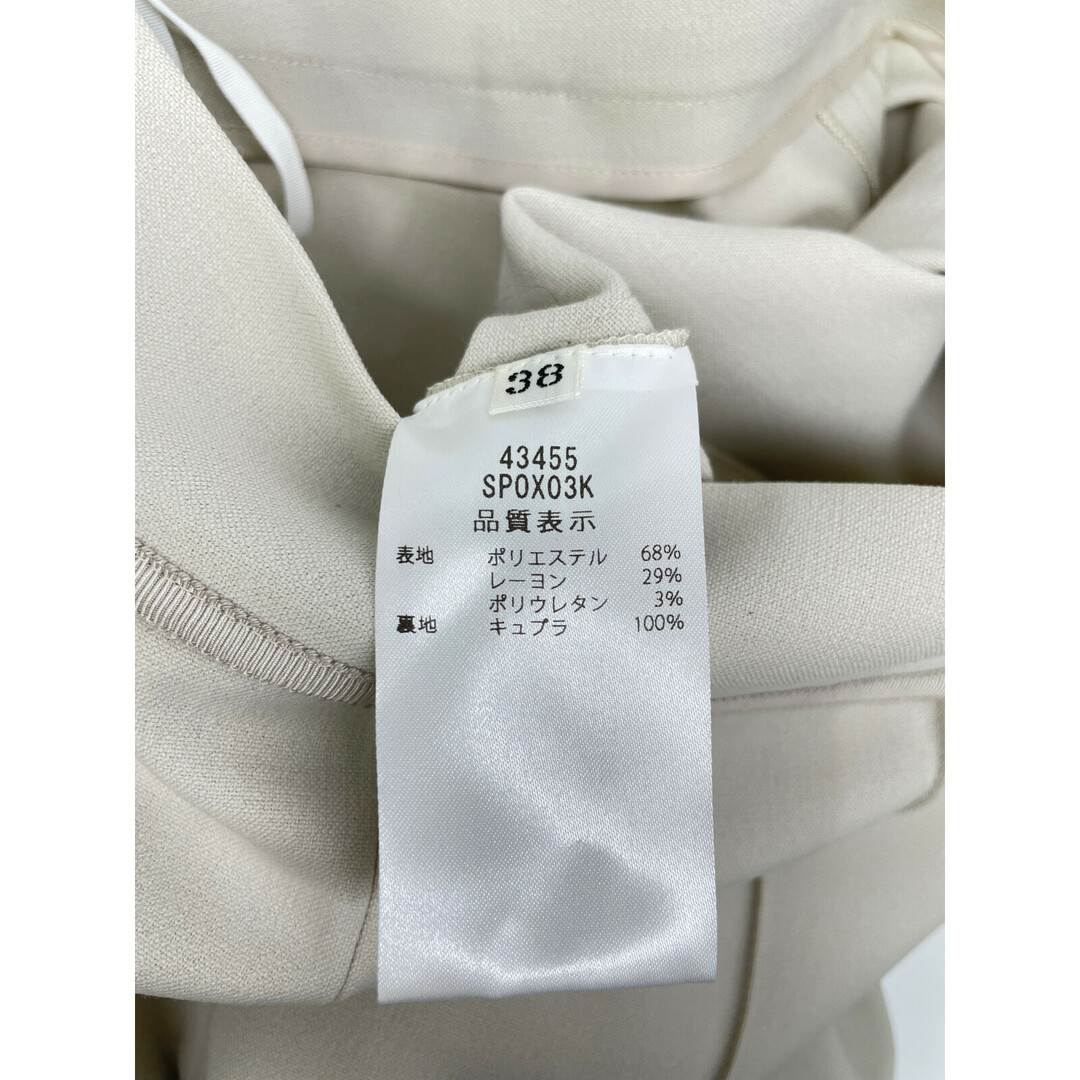 38
43455
SPOX03K
品質表示
表地 ポリエステル 68%
レーヨン 29%
ポリウレタン 3%
裏地 キュプラ 100%